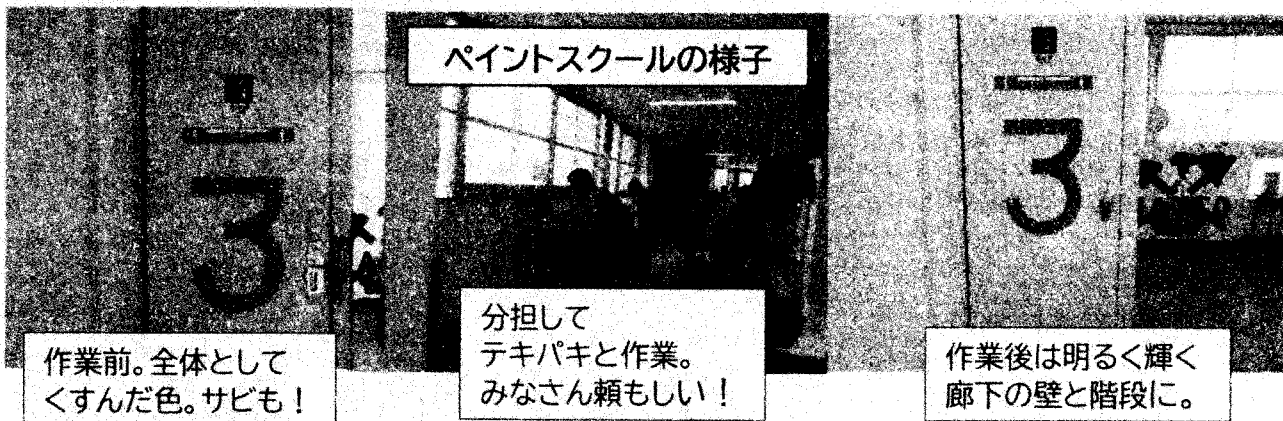 ペイントスクールの様子
3
3
作業前。全体として
くすんだ色。サビも！
分担して
テキパキと作業。
みなさん頼もしい！
作業後は明るく輝く
廊下の壁と階段に。